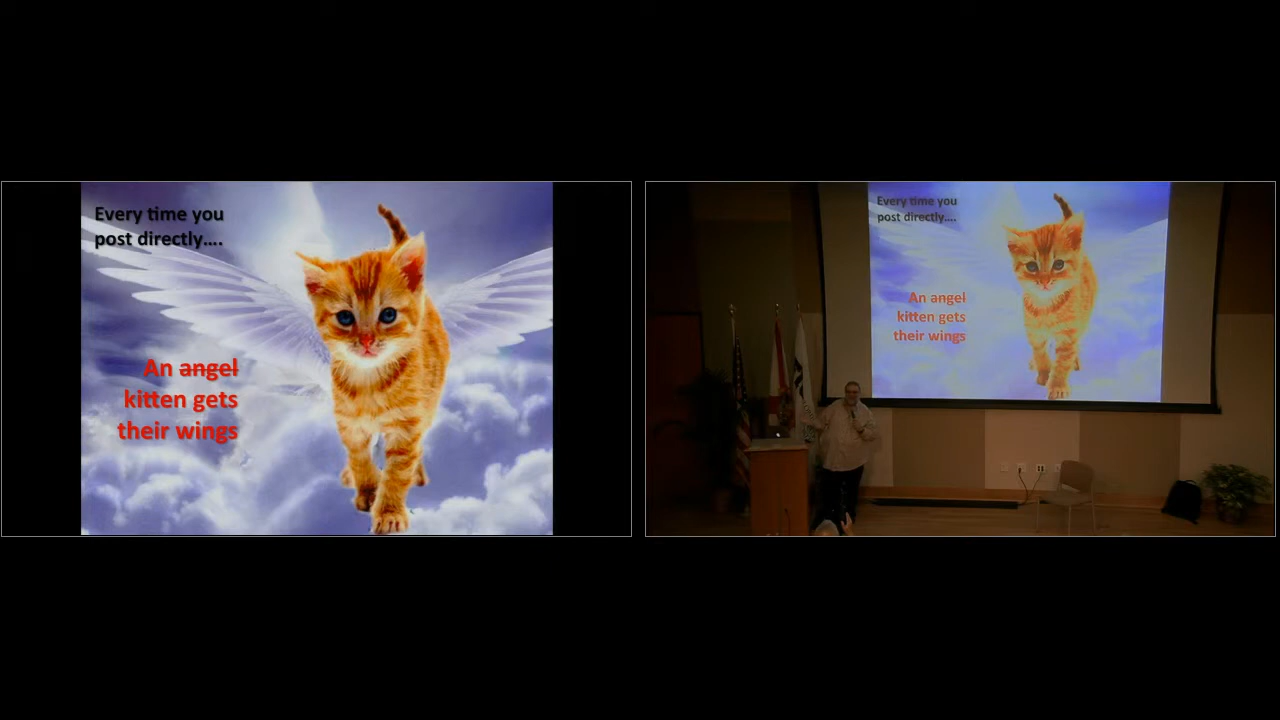 Every time you
post directly....
An angel
kitten gets
their wings
Every time you
post directly....
An angel
kitten gets
their wings